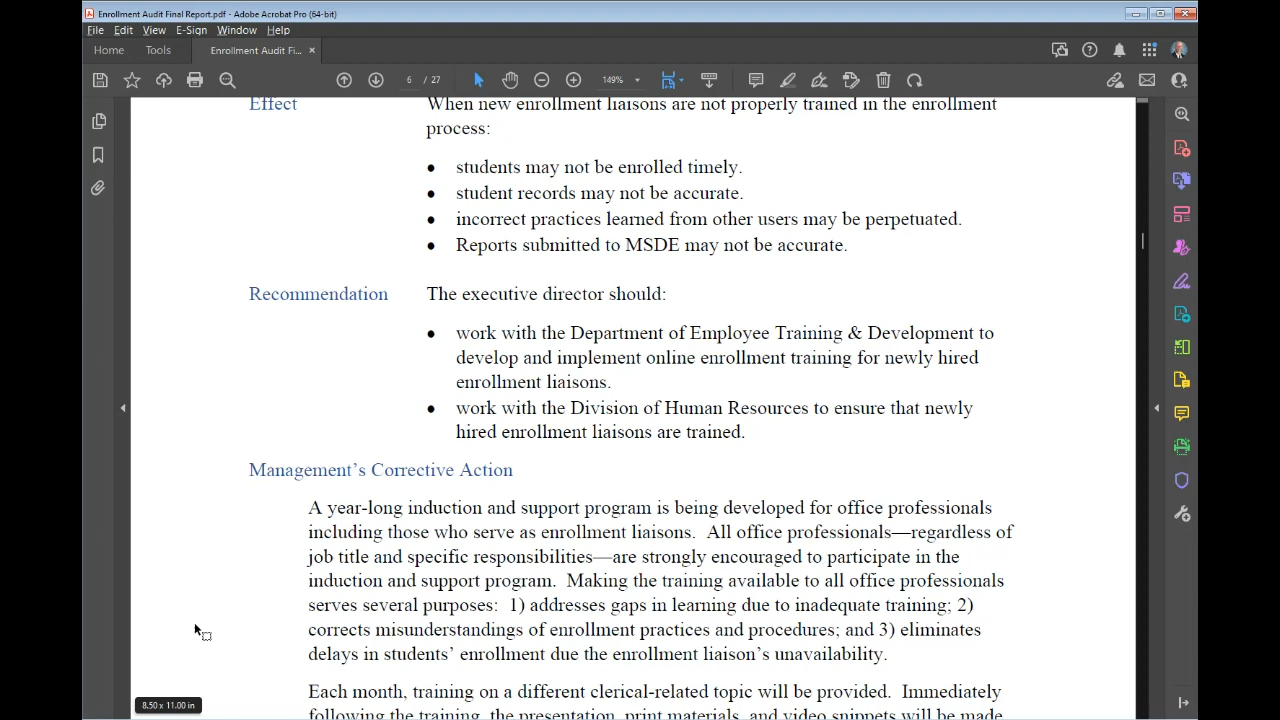 Enrollment Audit Final Report.pdf - Adobe Acrobat Pro (64-bit)
File Edit View E-Sign Window Help
Home Tools Enrollment Audit Fi... ×
6 / 27 149%
Effect When new enrollment liaisons are not properly trained in the enrollment
process:
• students may not be enrolled timely.
• student records may not be accurate.
• incorrect practices learned from other users may be perpetuated.
• Reports submitted to MSDE may not be accurate.
Recommendation The executive director should:
• work with the Department of Employee Training & Development to
develop and implement online enrollment training for newly hired
enrollment liaisons.
• work with the Division of Human Resources to ensure that newly
hired enrollment liaisons are trained.
Management’s Corrective Action
A year-long induction and support program is being developed for office professionals
including those who serve as enrollment liaisons. All office professionals—regardless of
job title and specific responsibilities—are strongly encouraged to participate in the
induction and support program. Making the training available to all office professionals
serves several purposes: 1) addresses gaps in learning due to inadequate training; 2)
corrects misunderstandings of enrollment practices and procedures; and 3) eliminates
delays in students’ enrollment due the enrollment liaison’s unavailability.
Each month, training on a different clerical-related topic will be provided. Immediately
following the training, the presentation, print materials, and video snippets will be made
8.50 x 11.00 in